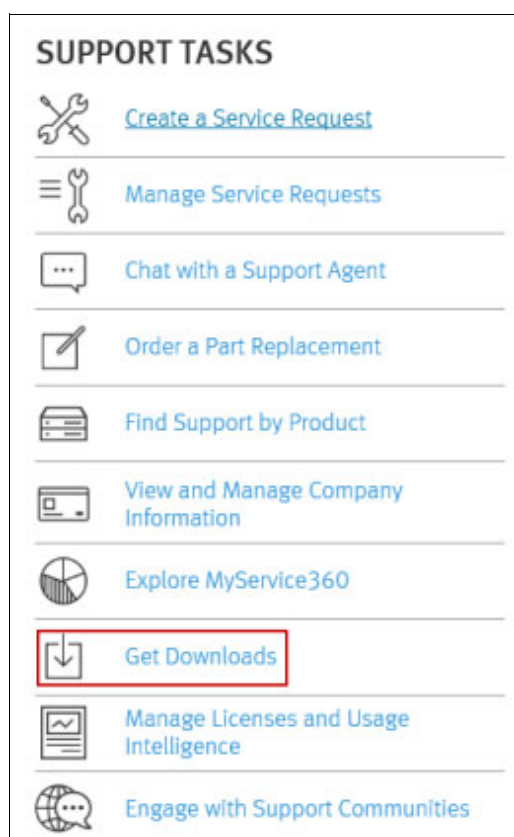 SUPPORT TASKS
Create a Service Request
Manage Service Requests
Chat with a Support Agent
Order a Part Replacement
Find Support by Product
View and Manage Company
Information
Explore MyService360
Get Downloads
Manage Licenses and Usage
Intelligence
Engage with Support Communities